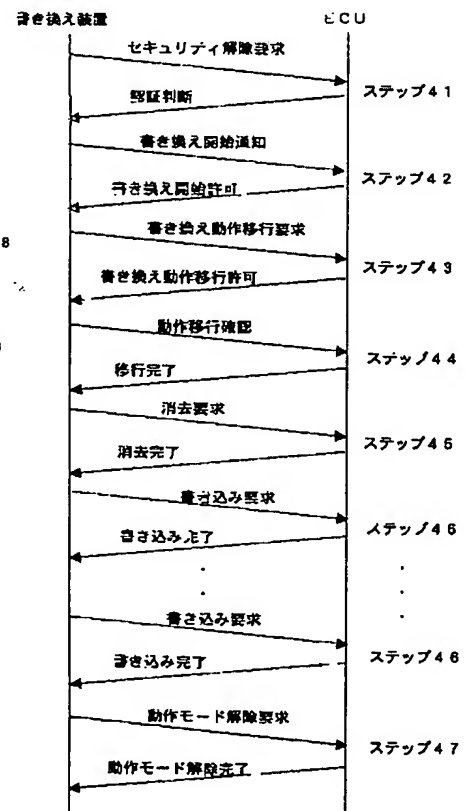 書き換え装置
ECU
セキュリティ解除要求
ステップ41
認証判断
書き換え開始通知
ステップ42
書き換え開始許可
8
書き換え動作移行要求
ステップ43
書き換え動作移行許可
動作移行確認
ステップ44
移行完了
消去要求
ステップ45
消去完了
書き込み要求
ステップ46
書き込み完了
書き込み要求
ステップ46
書き込み完了
動作モード解除要求
ステップ47
動作モード解除完了